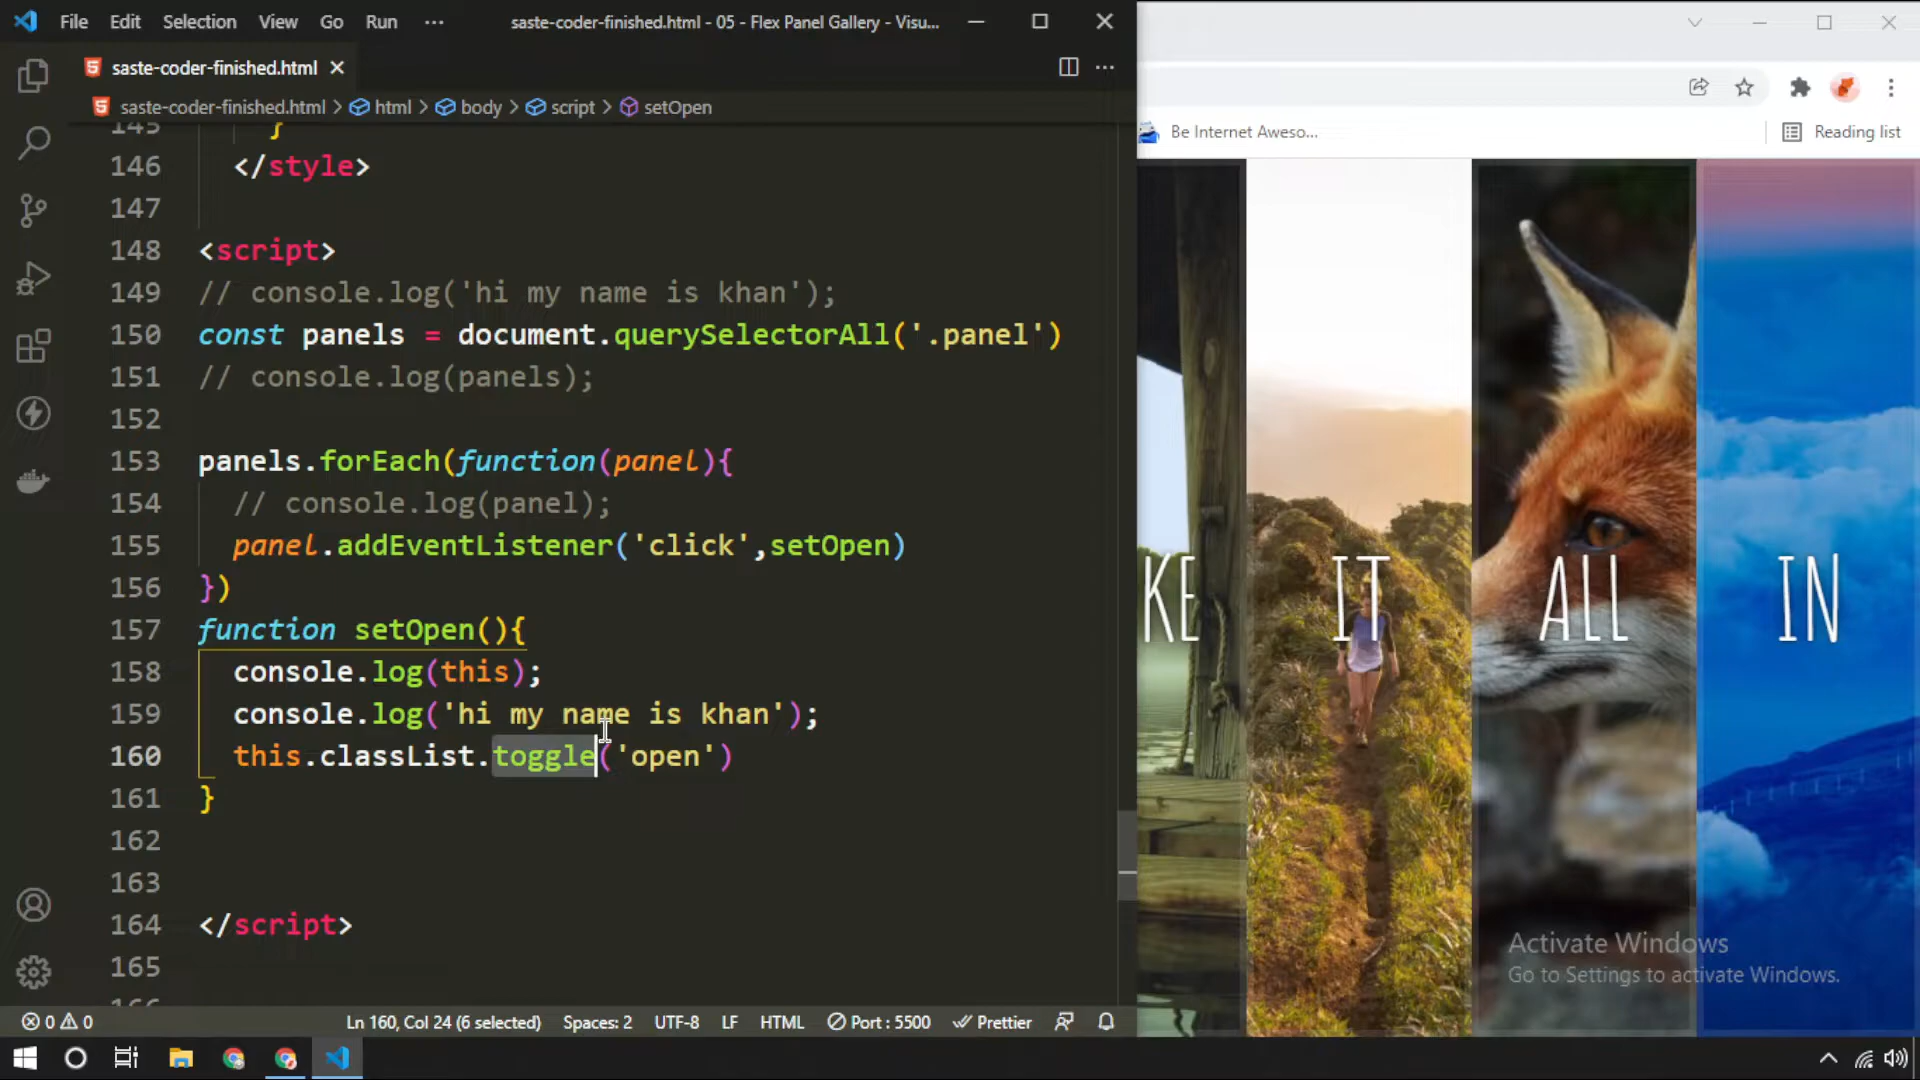 File Edit Selection View Go Run ··· saste-coder-finished.html - 05 - Flex Panel Gallery - Visu...
saste-coder-finished.html
saste-coder-finished.html > html > body > script > setOpen
Be Internet Aweso...
Reading list
145 }
146 </style>
147
148 <script>
149 // console.log('hi my name is khan');
150 const panels = document.querySelectorAll('.panel')
151 // console.log(panels);
152
153 panels.forEach(function(panel){
154 // console.log(panel);
155 panel.addEventListener('click',setOpen)
156 })
157 function setOpen(){
158 console.log(this);
159 console.log('hi my name is khan');
160 this.classList.toggle('open')
161 }
162
163
164 </script>
165
KE IT ALL IN
Activate Windows
Go to Settings to activate Windows.
0 0 Ln 160, Col 24 (6 selected) Spaces: 2 UTF-8 LF HTML Port : 5500 Prettier